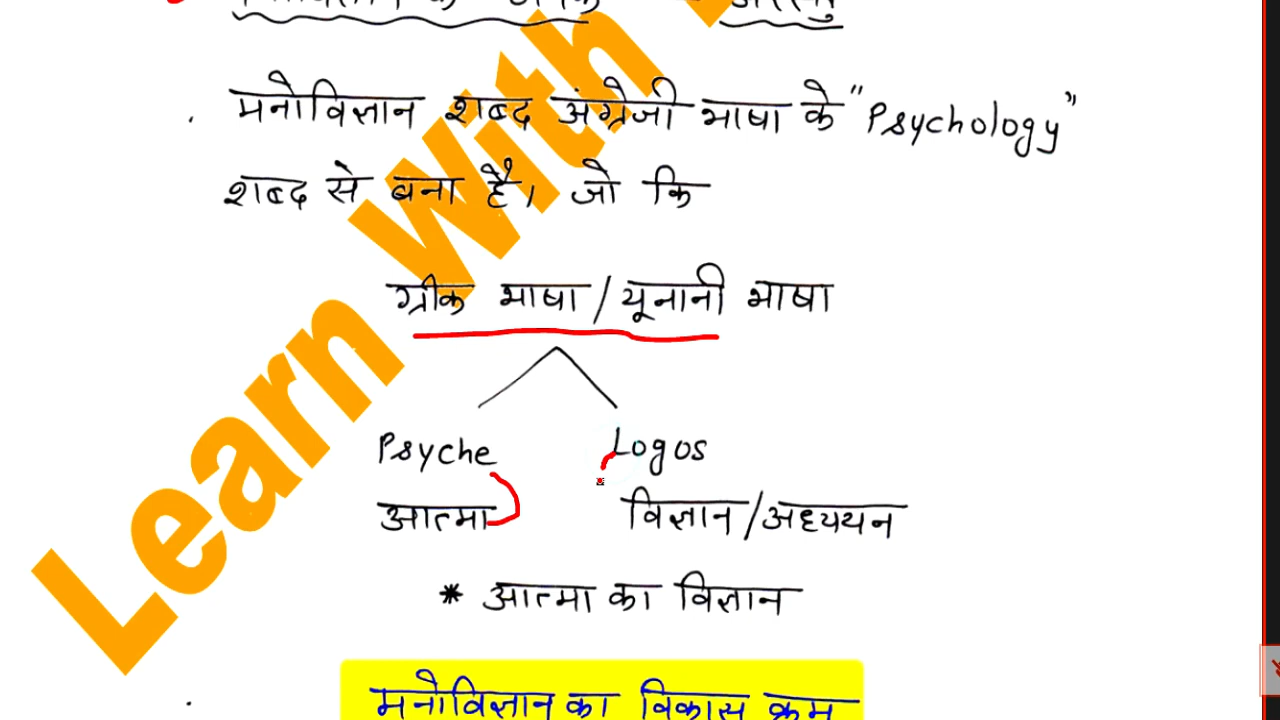 मनोविज्ञान शब्द अंग्रेजी भाषा के "Psychology"
शब्द से बना है, जो कि
ग्रीक भाषा / यूनानी भाषा
Psyche Logos
आत्मा विज्ञान/अध्ययन
* आत्मा का विज्ञान
मनोविज्ञान का विकास क्रम
Learn With